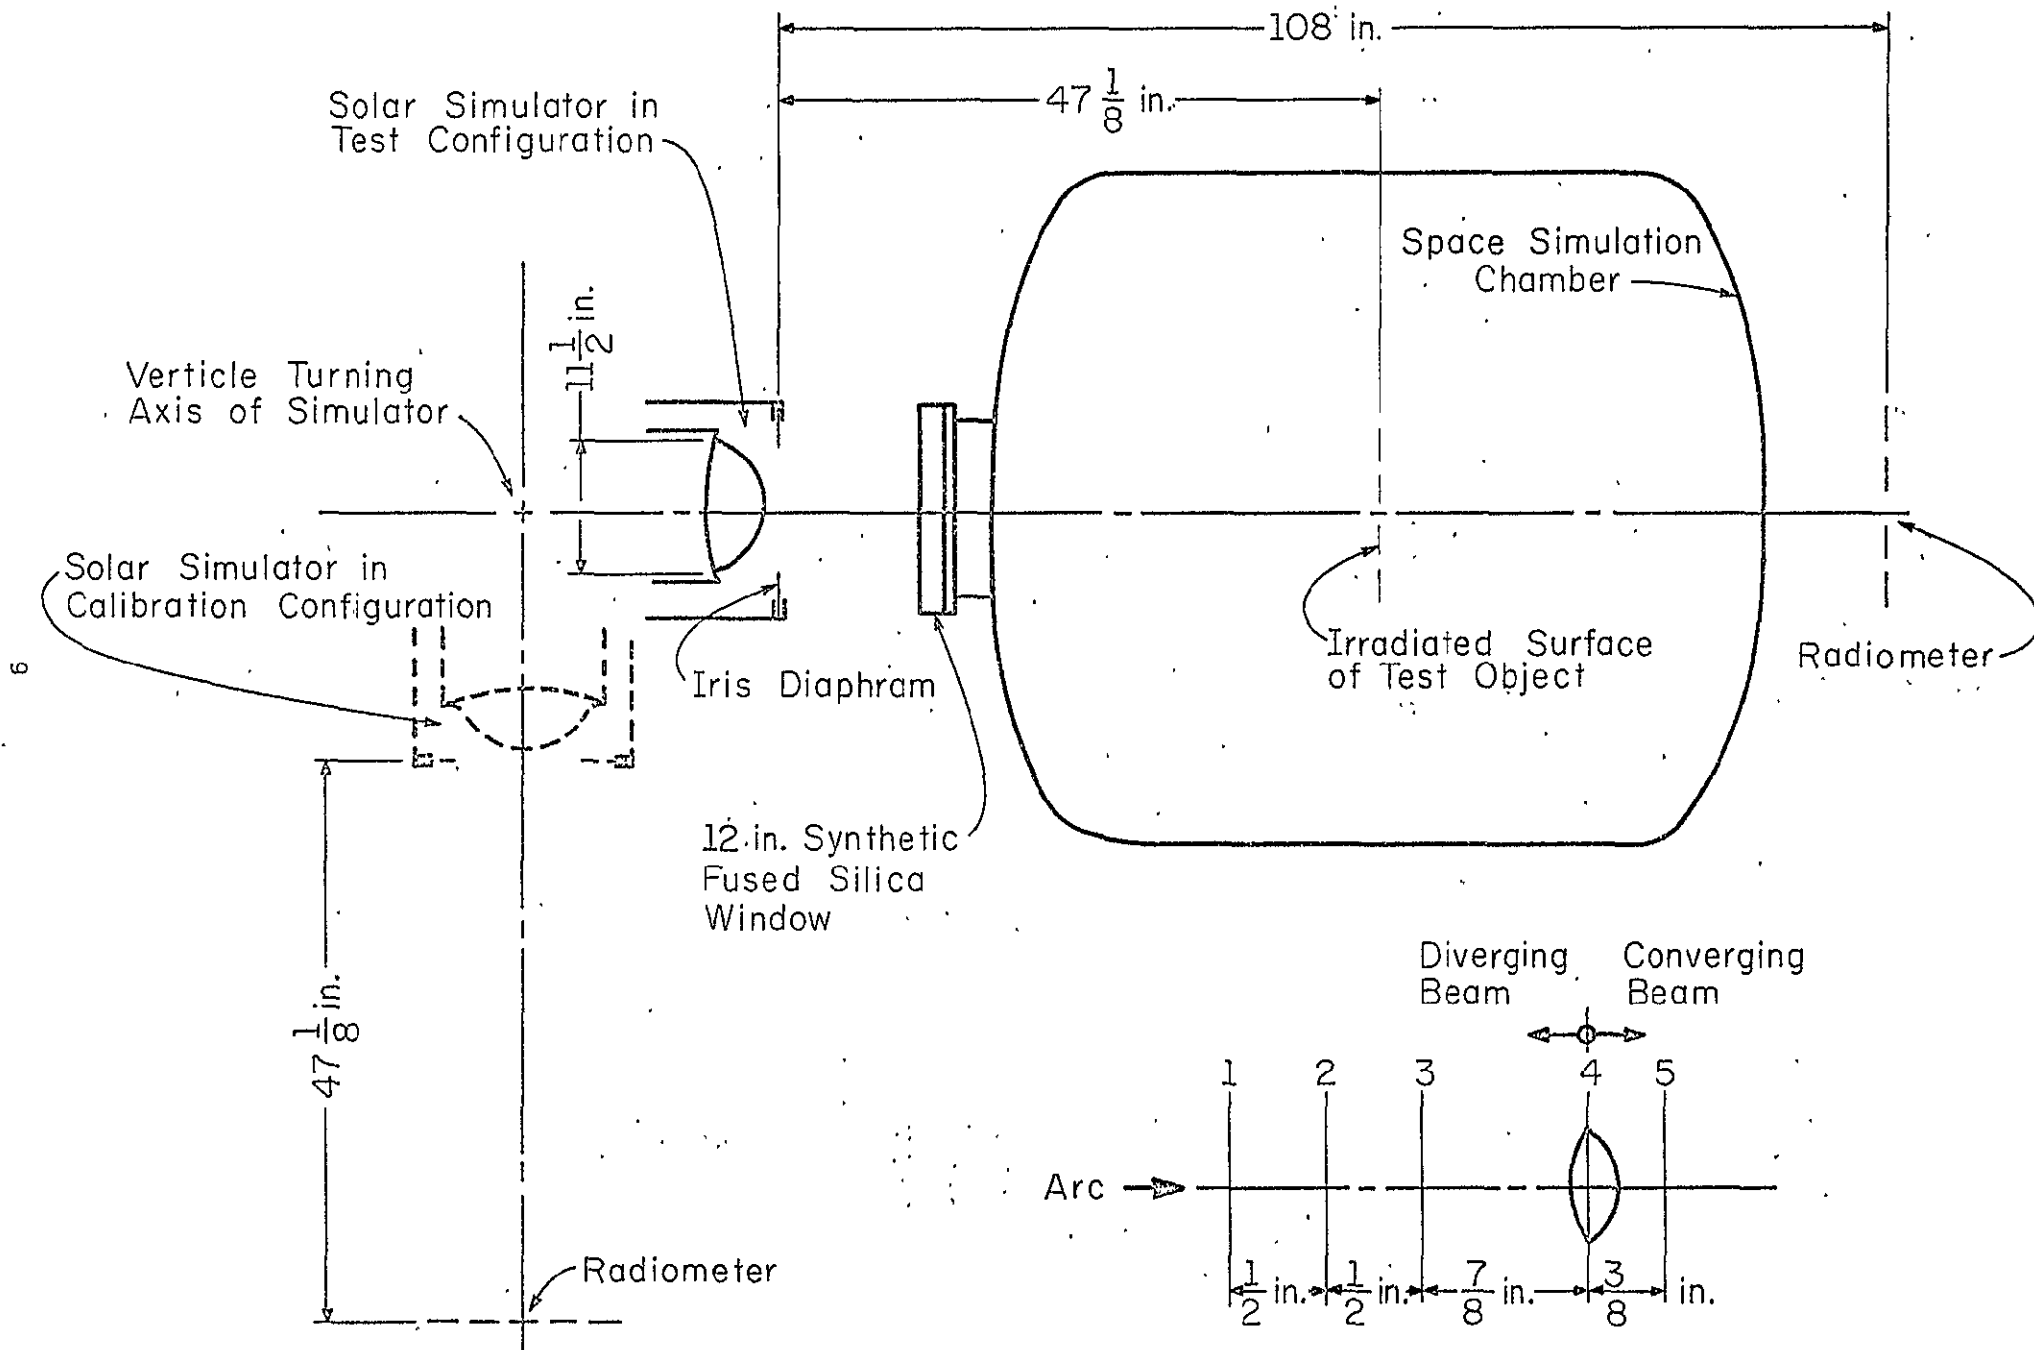 108 in.
47 1/8 in.
Solar Simulator in
Test Configuration
Space Simulation
Chamber
11 1/2 in.
Verticle Turning
Axis of Simulator
Solar Simulator in
Calibration Configuration
Iris Diaphram
Irradiated Surface
of Test Object
Radiometer
6
12 in. Synthetic
Fused Silica
Window
47 1/8 in.
Diverging
Beam
Converging
Beam
1 2 3 4 5
Arc
Radiometer
1/2 in. 1/2 in. 7/8 in. 3/8 in.